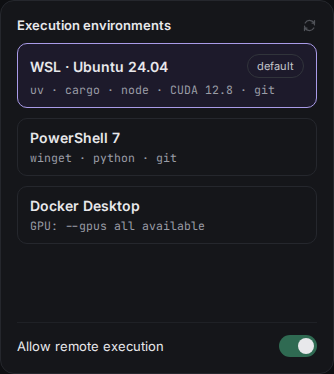 Execution environments
WSL · Ubuntu 24.04
default
uv · cargo · node · CUDA 12.8 · git
PowerShell 7
winget · python · git
Docker Desktop
GPU: --gpus all available
Allow remote execution